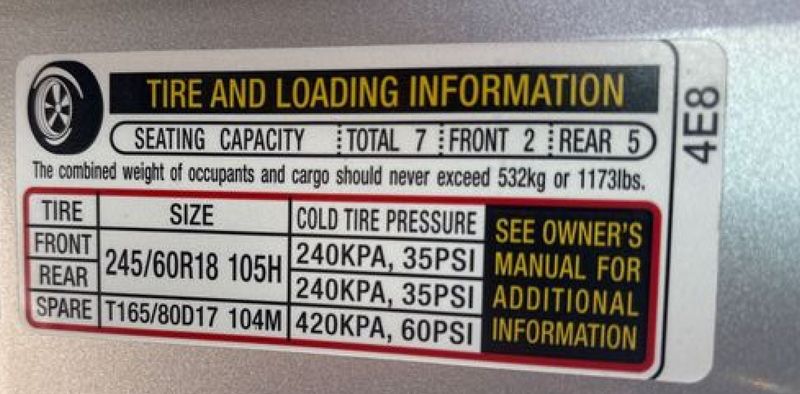 TIRE AND LOADING INFORMATION
SEATING CAPACITY TOTAL 7 FRONT 2 REAR 5
The combined weight of occupants and cargo should never exceed 532kg or 1173lbs.
TIRE SIZE COLD TIRE PRESSURE
FRONT 245/60R18 105H 240KPA, 35PSI
REAR 240KPA, 35PSI
SPARE T165/80D17 104M 420KPA, 60PSI
SEE OWNER'S
MANUAL FOR
ADDITIONAL
INFORMATION
4E8